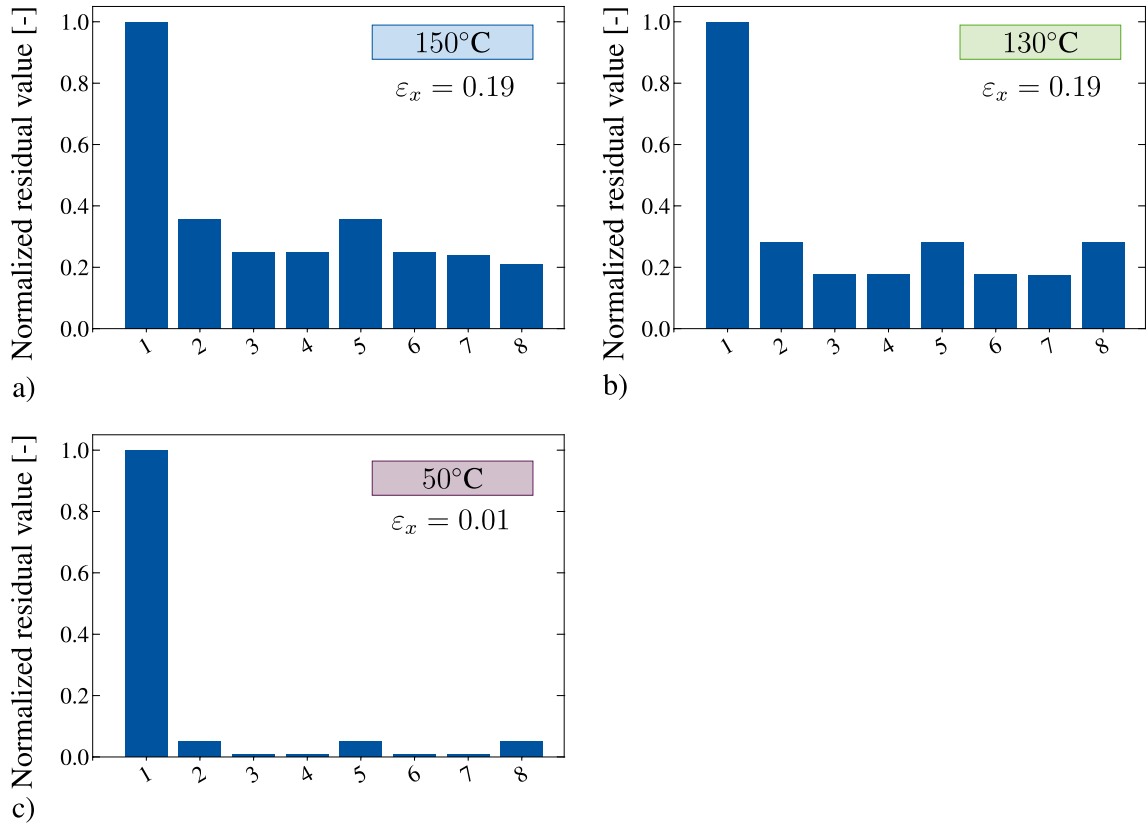 Normalized residual value [-]
1.0
0.8
0.6
0.4
0.2
0.0
150°C
εₓ = 0.19
1 2 3 4 5 6 7 8
a)
Normalized residual value [-]
1.0
0.8
0.6
0.4
0.2
0.0
130°C
εₓ = 0.19
1 2 3 4 5 6 7 8
b)
Normalized residual value [-]
1.0
0.8
0.6
0.4
0.2
0.0
50°C
εₓ = 0.01
1 2 3 4 5 6 7 8
c)